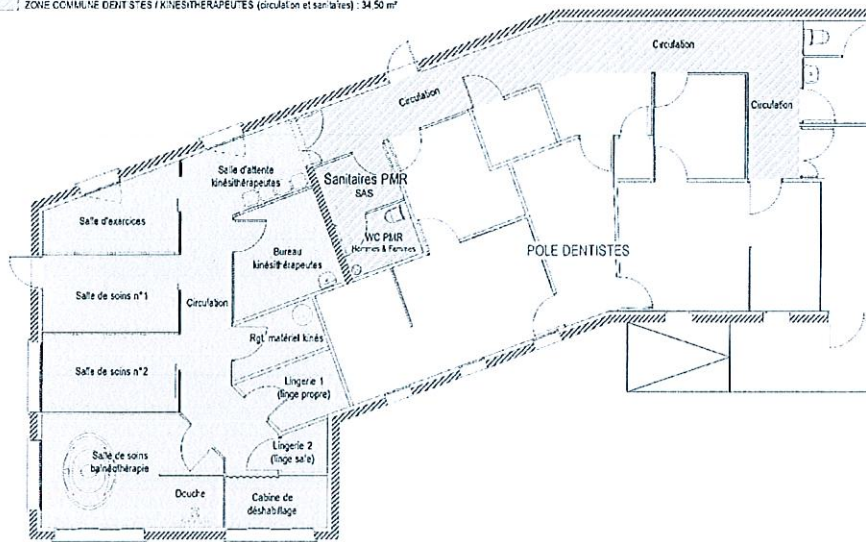 ZONE COMMUNE DENTISTES / KINESITHERAPEUTES (circulation et sanitaires) : 34,50 m²
Circulation
Circulation
Circulation
Salle d'attente
kinésithérapeutes
Sanitaires PMR
SAS
Salle d'exercices
WC PMR
Hommes & Femmes
Bureau
kinésithérapeutes
POLE DENTISTES
Salle de soins n°1
Circulation
Rgt matériel kinés
Salle de soins n°2
Lingerie 1
(linge propre)
Lingerie 2
(linge sale)
Salle de soins
balnéothérapie
Douche
Cabine de
déshabillage